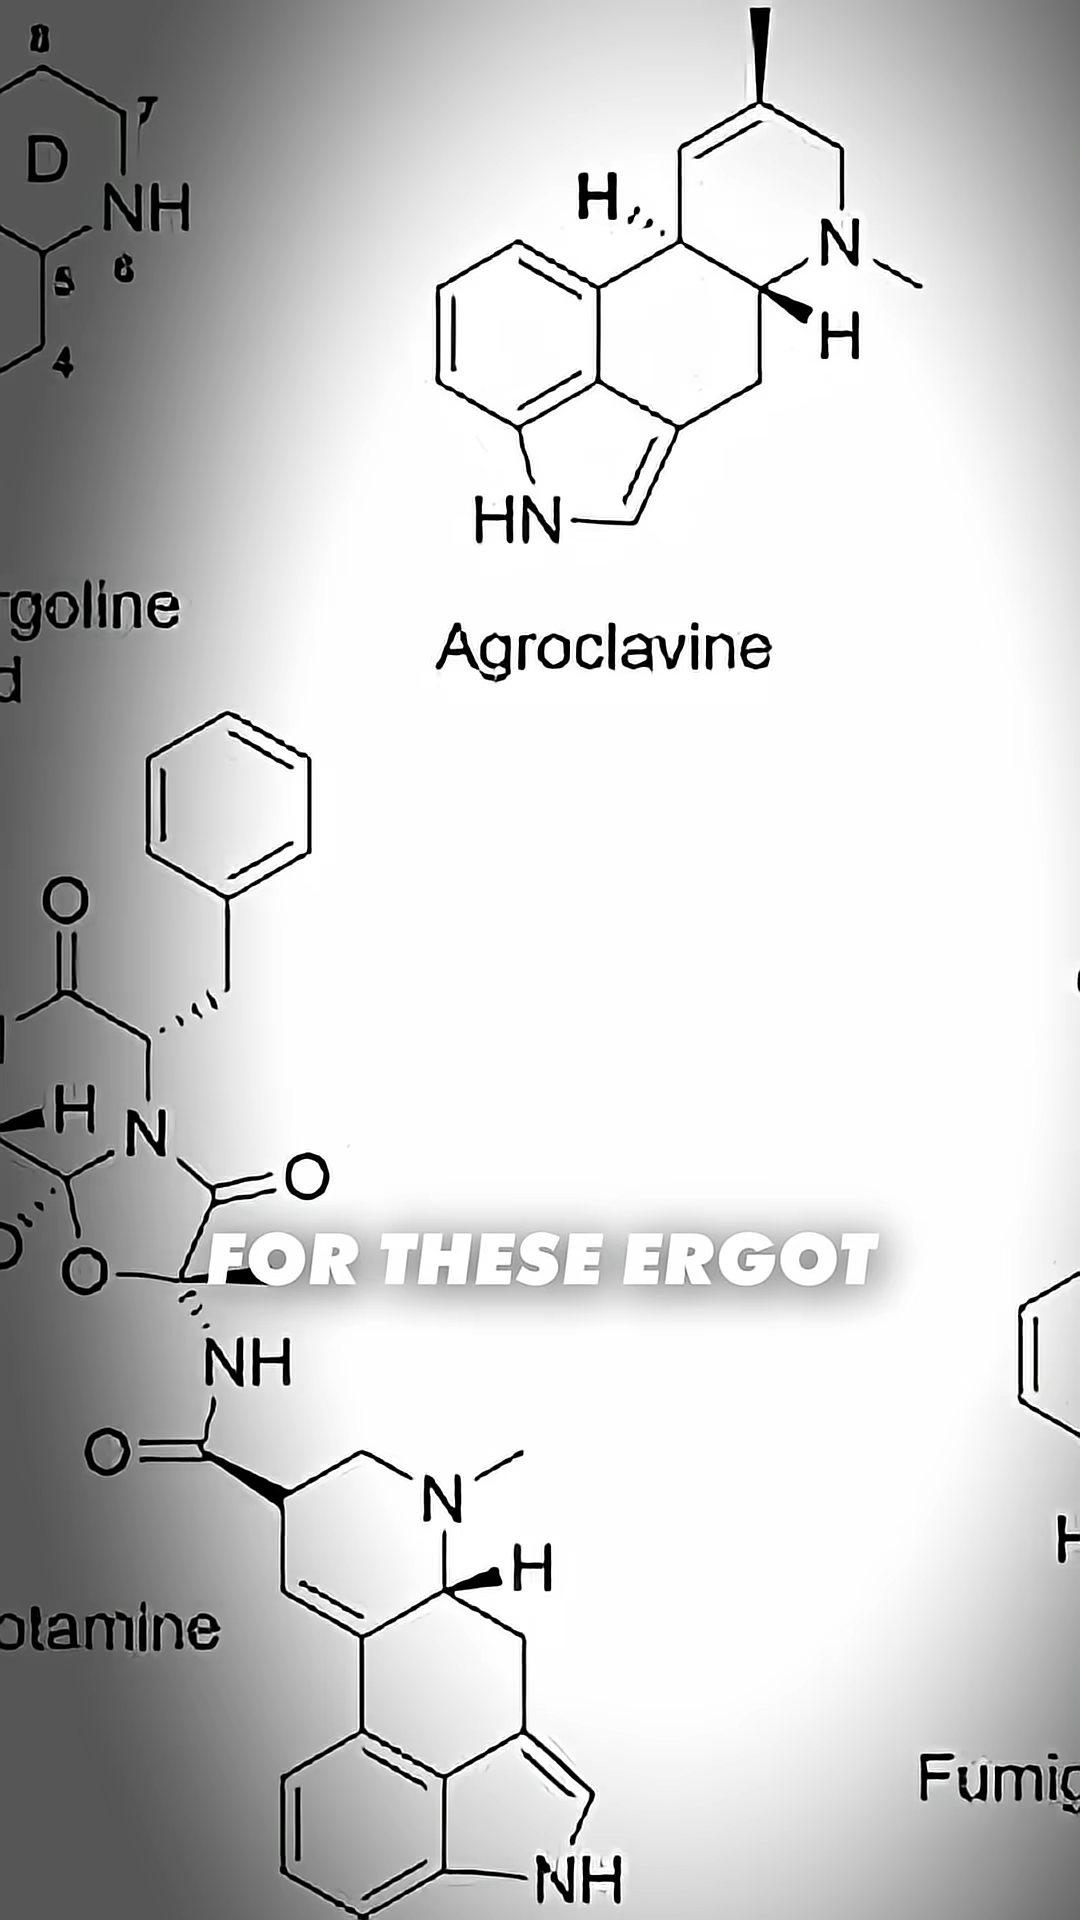 8
7
D
NH
5
6
4
H
N
H
HN
rgoline
Agroclavine
d
O
H
N
O
O
FOR THESE ERGOT
NH
O
N
H
H
otamine
Fumig
NH